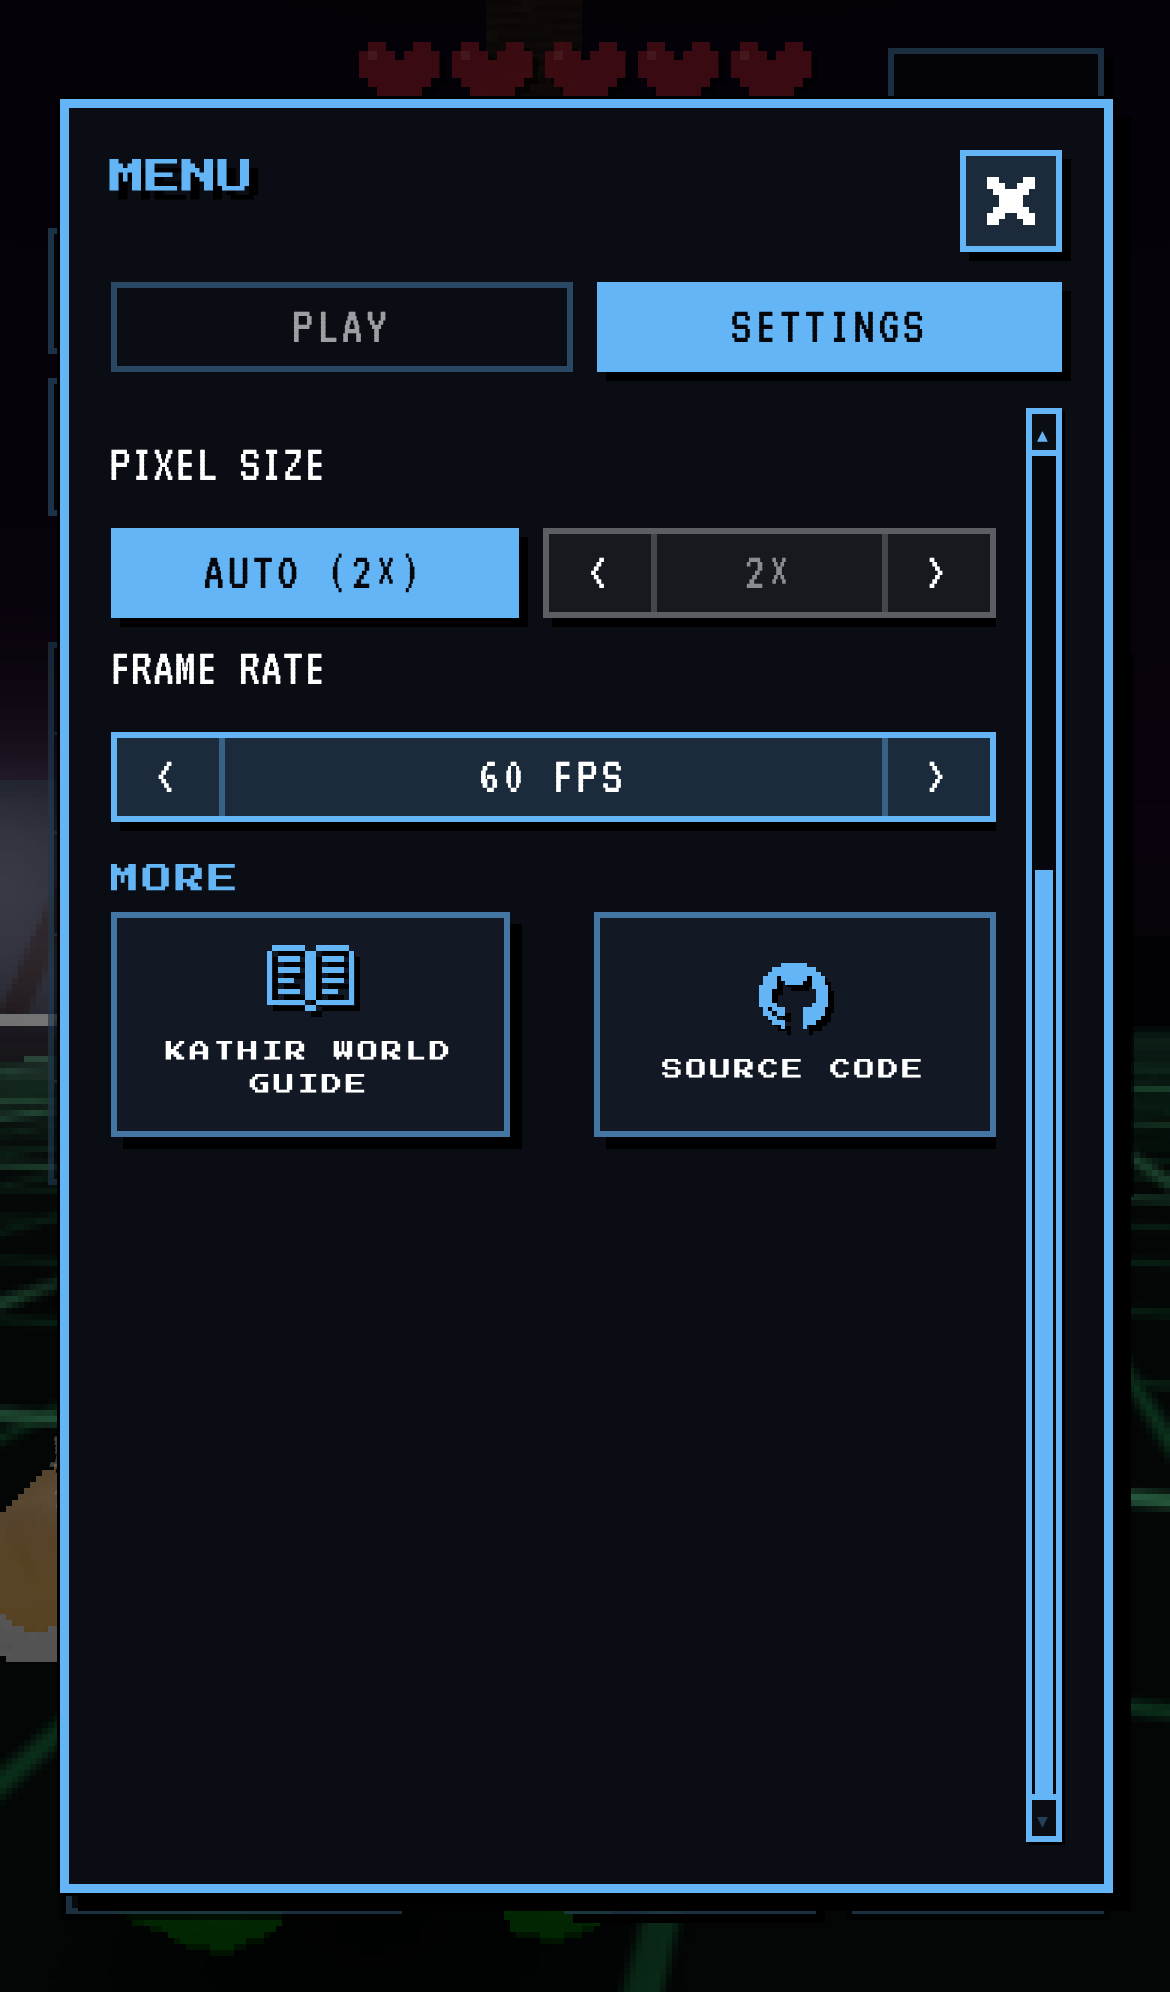 MENU
PLAY
SETTINGS
PIXEL SIZE
AUTO (2X)
2X
FRAME RATE
60 FPS
MORE
KATHIR WORLD
GUIDE
SOURCE CODE